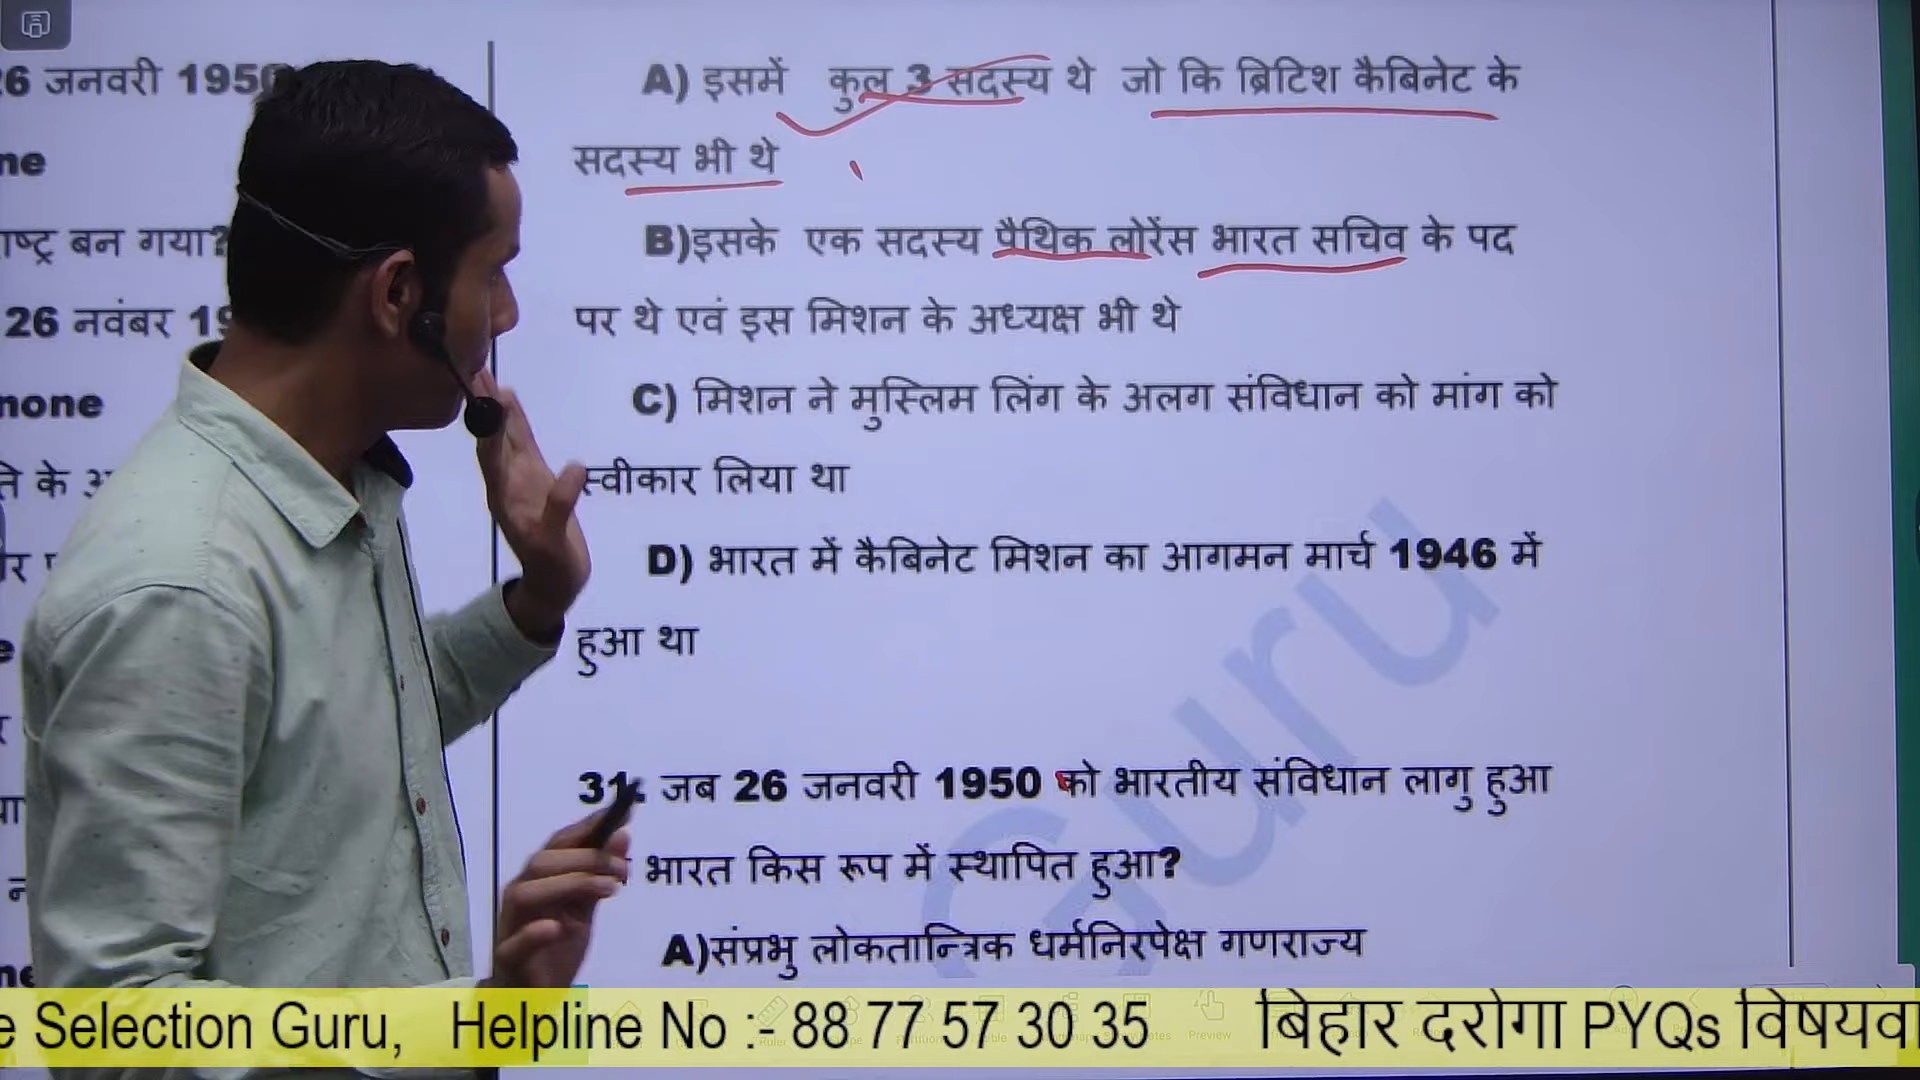 26 जनवरी 1950
ne
बन गया?
26 नवंबर 19
none
के
A) इसमें कुल 3 सदस्य थे जो कि ब्रिटिश कैबिनेट के
सदस्य भी थे
B)इसके एक सदस्य पैथिक लोरेंस भारत सचिव के पद
पर थे एवं इस मिशन के अध्यक्ष भी थे
C) मिशन ने मुस्लिम लिंग के अलग संविधान को मांग को
स्वीकार लिया था
D) भारत में कैबिनेट मिशन का आगमन मार्च 1946 में
हुआ था
31. जब 26 जनवरी 1950 को भारतीय संविधान लागु हुआ
भारत किस रूप में स्थापित हुआ?
A)संप्रभु लोकतान्त्रिक धर्मनिरपेक्ष गणराज्य
Guru
e Selection Guru, Helpline No :- 88 77 57 30 35 बिहार दरोगा PYQs विषयवा
Preview